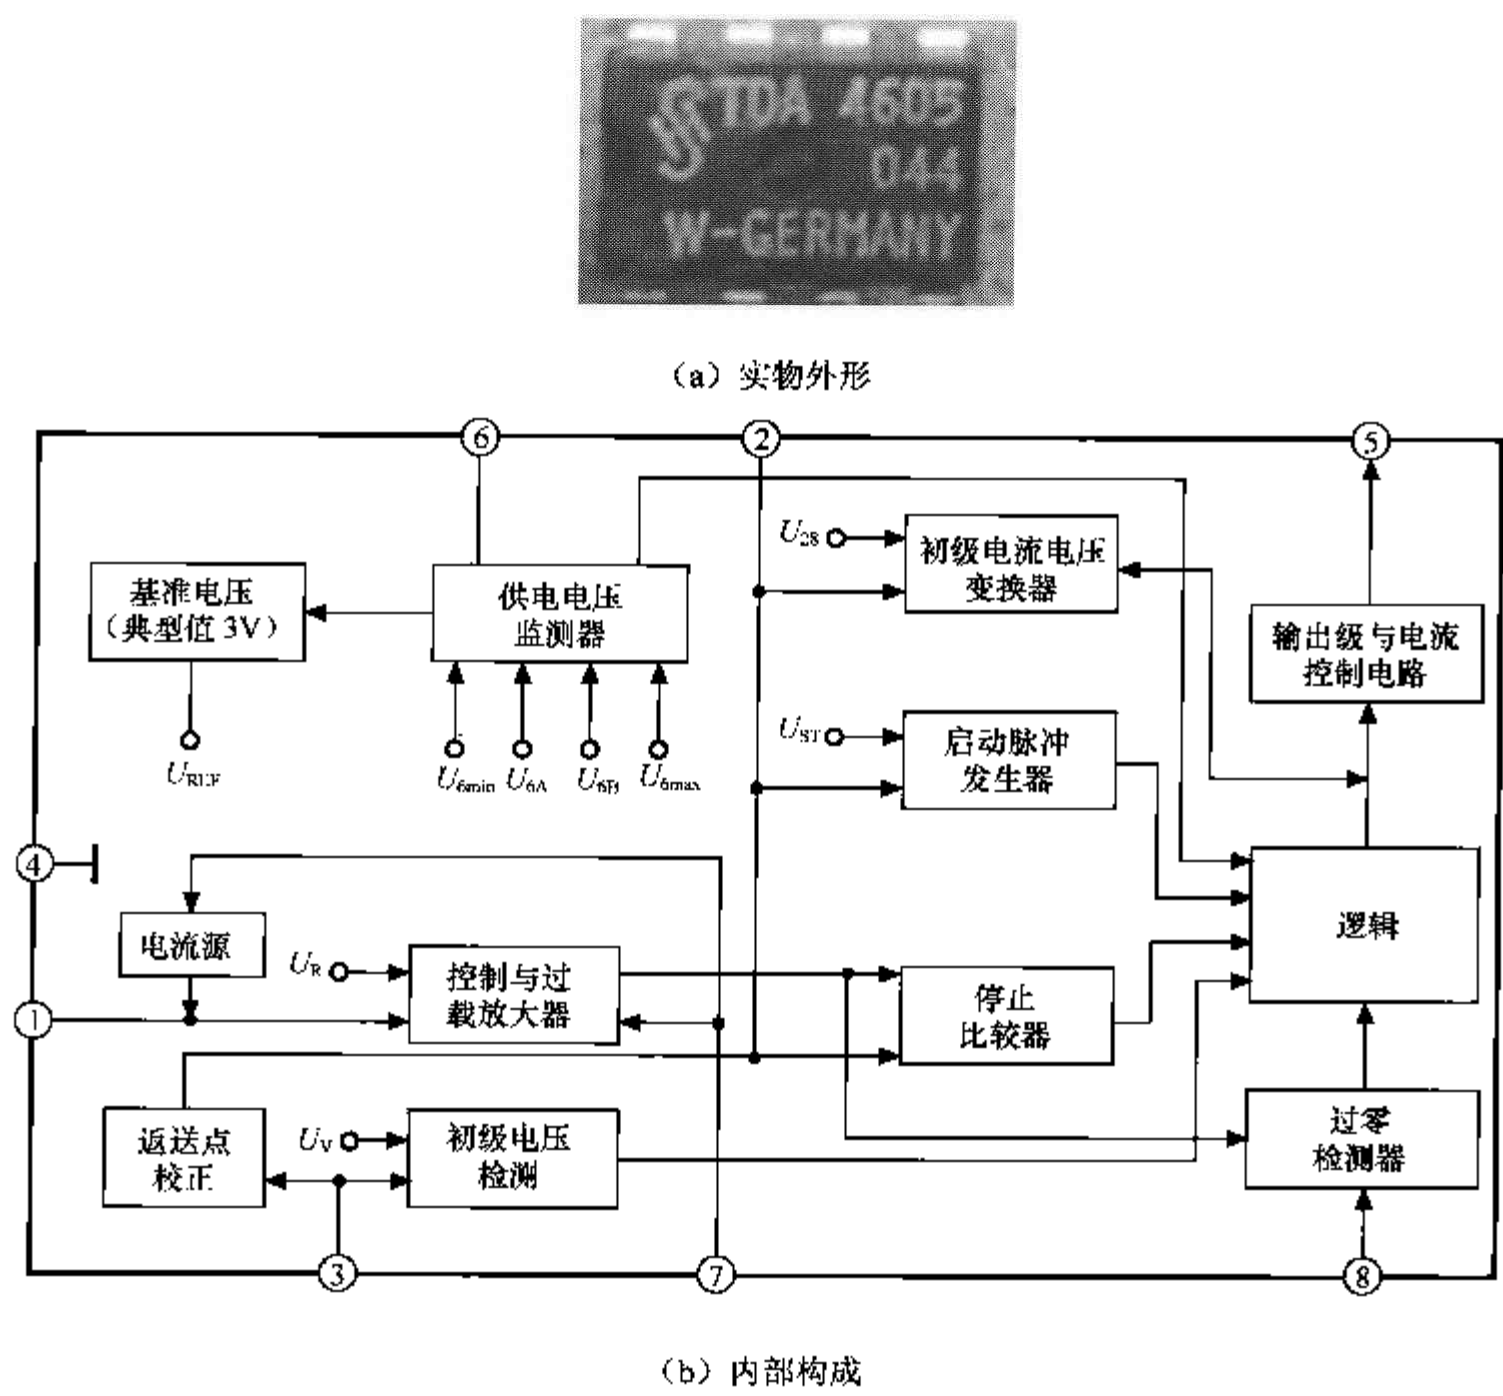 TDA 4605
044
W-GERMANY
（a）实物外形
⑥
②
⑤
U28
初级电流电压
变换器
基准电压
（典型值 3V）
供电电压
监测器
输出级与电流
控制电路
UST
启动脉冲
发生器
UREF
U6min U6A U6B U6max
④
电流源
逻辑
UR
控制与过
载放大器
停止
比较器
①
返送点
校正
UV
初级电压
检测
过零
检测器
③
⑦
⑧
（b）内部构成